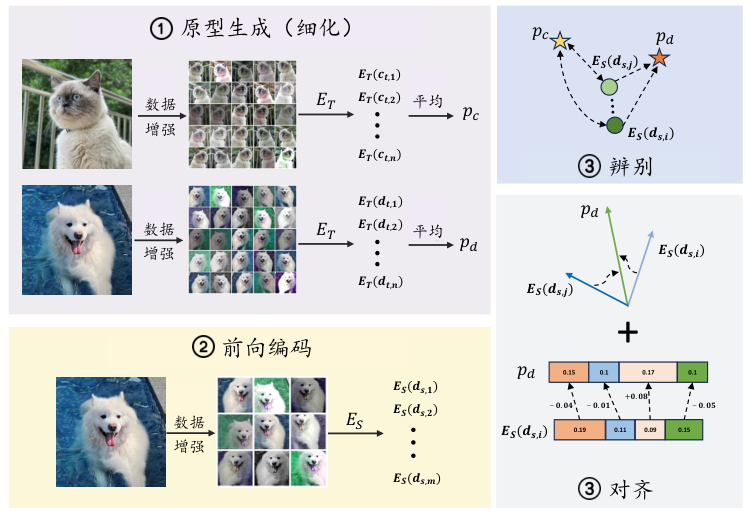 ① 原型生成（细化）
数据
增强
E_T
E_T(c_{t,1})
E_T(c_{t,2})
E_T(c_{t,n})
平均
p_c
数据
增强
E_T
E_T(d_{t,1})
E_T(d_{t,2})
E_T(d_{t,n})
平均
p_d
② 前向编码
数据
增强
E_S
E_S(d_{s,1})
E_S(d_{s,2})
E_S(d_{s,m})
p_c
E_S(d_{s,j})
p_d
E_S(d_{s,i})
③ 辨别
p_d
E_S(d_{s,i})
E_S(d_{s,j})
+
p_d
0.15 0.1 0.17 0.1
−0.04 −0.01 +0.08 −0.05
E_S(d_{s,i})
0.19 0.11 0.09 0.15
③ 对齐